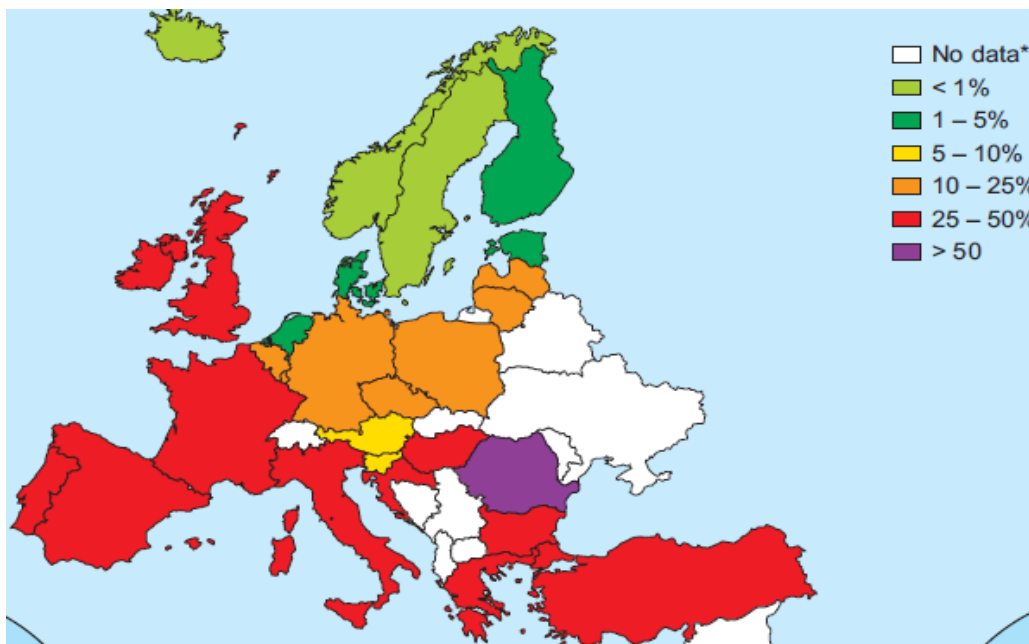 No data*
< 1%
1 – 5%
5 – 10%
10 – 25%
25 – 50%
> 50